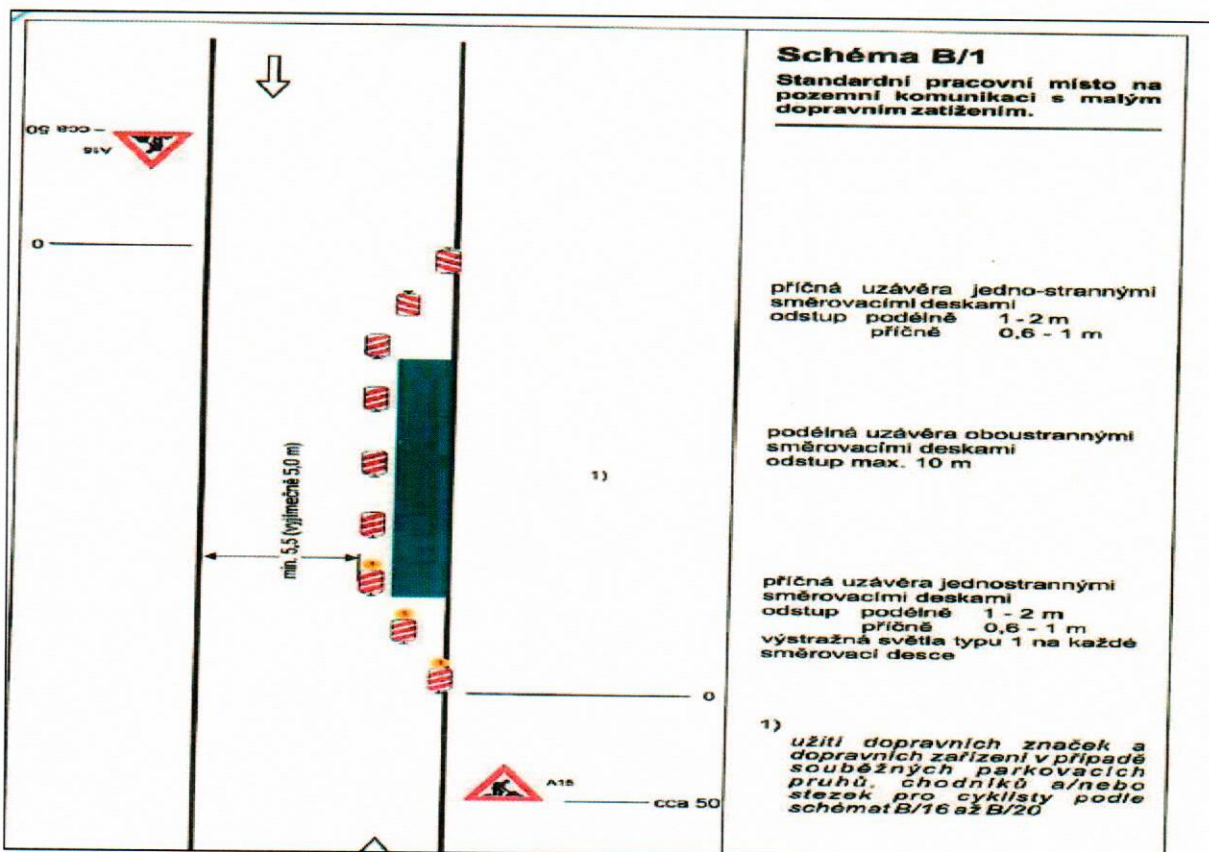 Schéma B/1
Standardní pracovní místo na
pozemní komunikaci s malým
dopravním zatížením.
cca 50
A15
0
příčná uzávěra jedno-strannými
směrovacími deskami
odstup podélně 1 - 2 m
příčně 0,6 - 1 m
podélná uzávěra oboustrannými
směrovacími deskami
odstup max. 10 m
1)
min. 5,5 (vyjímečně 5,0 m)
příčná uzávěra jednostrannými
směrovacími deskami
odstup podélně 1 - 2 m
příčně 0,6 - 1 m
výstražná světla typu 1 na každé
směrovací desce
0
A15
cca 50
1)
užití dopravních značek a
dopravních zařízení v případě
souběžných parkovacích
pruhů, chodníků a/nebo
stezek pro cyklisty podle
schémat B/16 až B/20